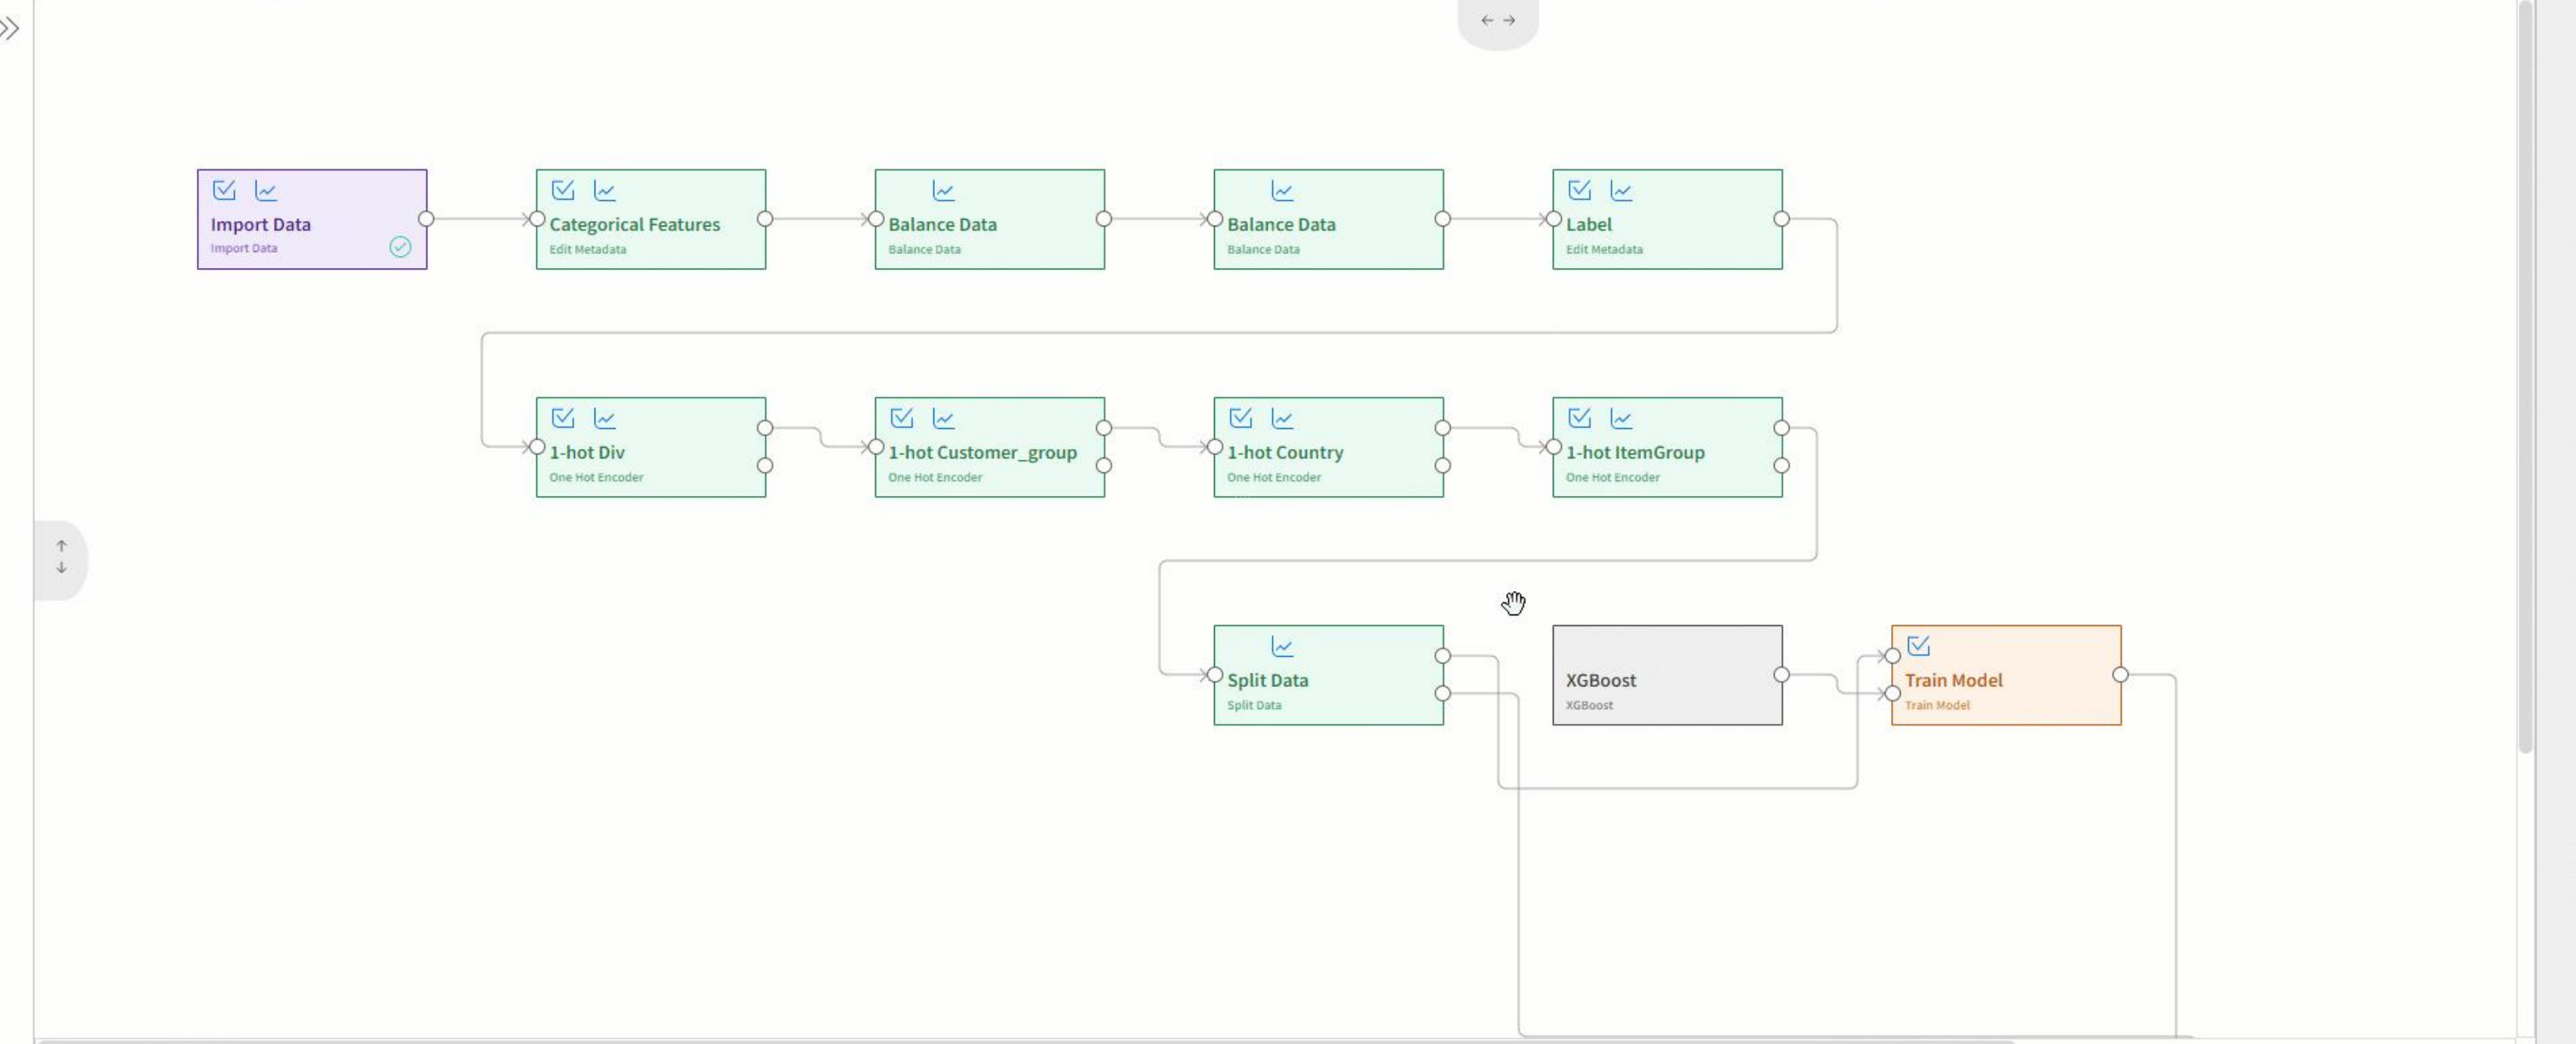 Import Data
Import Data
Categorical Features
Edit Metadata
Balance Data
Balance Data
Balance Data
Balance Data
Label
Edit Metadata
1-hot Div
One Hot Encoder
1-hot Customer_group
One Hot Encoder
1-hot Country
One Hot Encoder
1-hot ItemGroup
One Hot Encoder
Split Data
Split Data
XGBoost
XGBoost
Train Model
Train Model